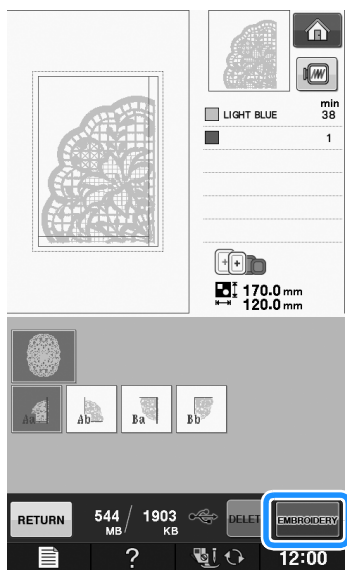 min
LIGHT BLUE 38
1
170.0 mm
120.0 mm
Aa Ab Ba Bb
RETURN 544 MB / 1903 KB DELET EMBROIDERY
? 12:00